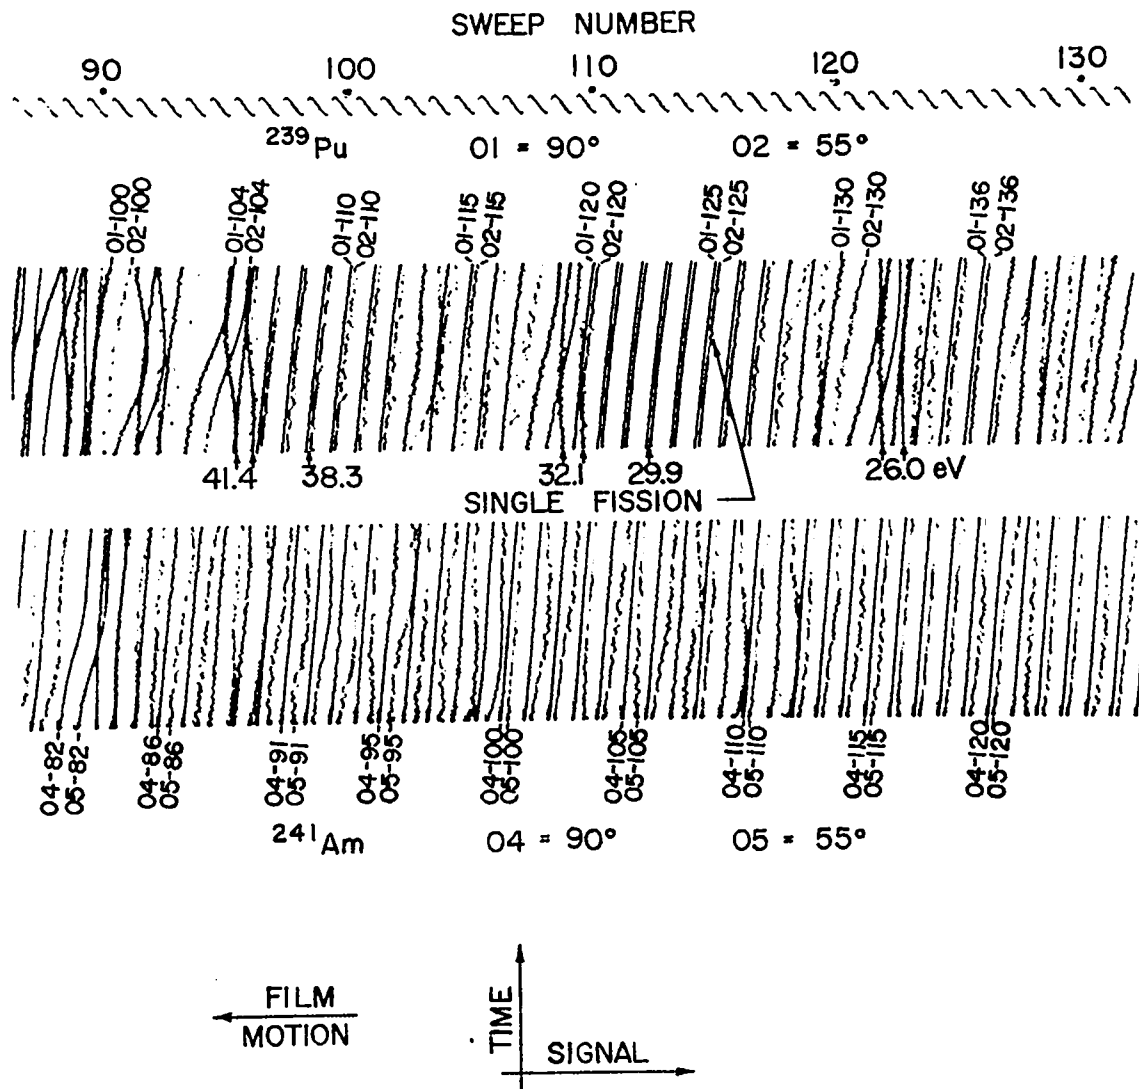 SWEEP NUMBER
90 100 110 120 130
239Pu 01 = 90° 02 = 55°
01-100 02-100 01-104 02-104 01-110 02-110 01-115 02-115 01-120 02-120 01-125 02-125 01-130 02-130 01-136 02-136
41.4 38.3 32.1 29.9 26.0 eV
SINGLE FISSION
04-82 05-82 04-86 05-86 04-91 05-91 04-95 05-95 04-100 05-100 04-105 05-105 04-110 05-110 04-115 05-115 04-120 05-120
241Am 04 = 90° 05 = 55°
FILM
MOTION
TIME
SIGNAL